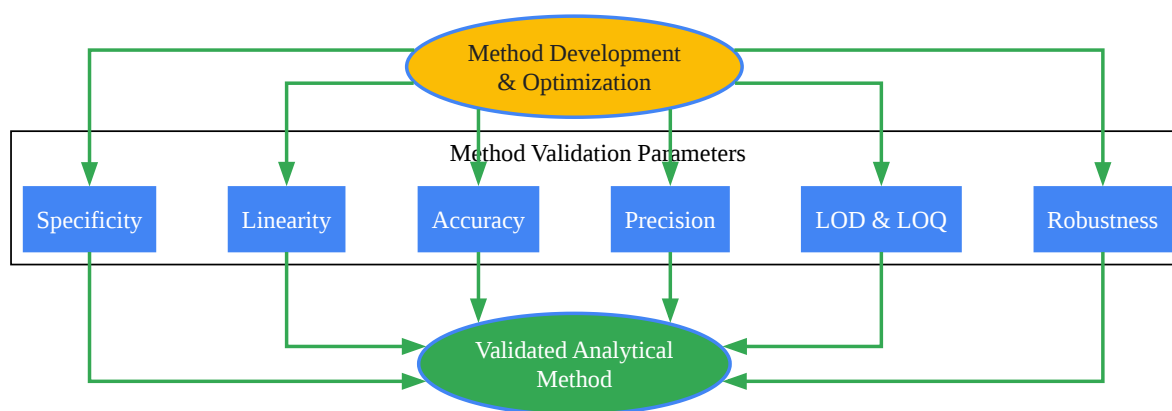 Method Development
& Optimization
Method Validation Parameters
Specificity
Linearity
Accuracy
Precision
LOD & LOQ
Robustness
Validated Analytical
Method